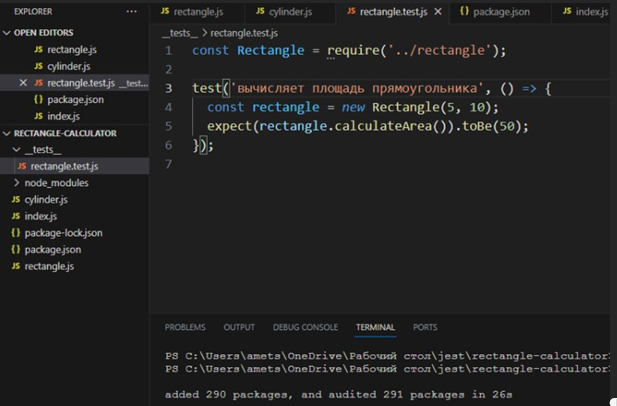 EXPLORER ...
OPEN EDITORS
JS rectangle.js
JS cylinder.js
JS rectangle.test.js __test...
{} package.json
JS index.js
RECTANGLE-CALCULATOR
__tests__
JS rectangle.test.js
node_modules
JS cylinder.js
JS index.js
{} package-lock.json
{} package.json
JS rectangle.js
JS rectangle.js JS cylinder.js JS rectangle.test.js {} package.json JS index.js
__tests__ > JS rectangle.test.js
1 const Rectangle = require('../rectangle');
2
3 test('вычисляет площадь прямоугольника', () => {
4 const rectangle = new Rectangle(5, 10);
5 expect(rectangle.calculateArea()).toBe(50);
6 });
7
PROBLEMS OUTPUT DEBUG CONSOLE TERMINAL PORTS
PS C:\Users\amets\OneDrive\Рабочий стол\jest\rectangle-calculator>
PS C:\Users\amets\OneDrive\Рабочий стол\jest\rectangle-calculator>
added 290 packages, and audited 291 packages in 26s